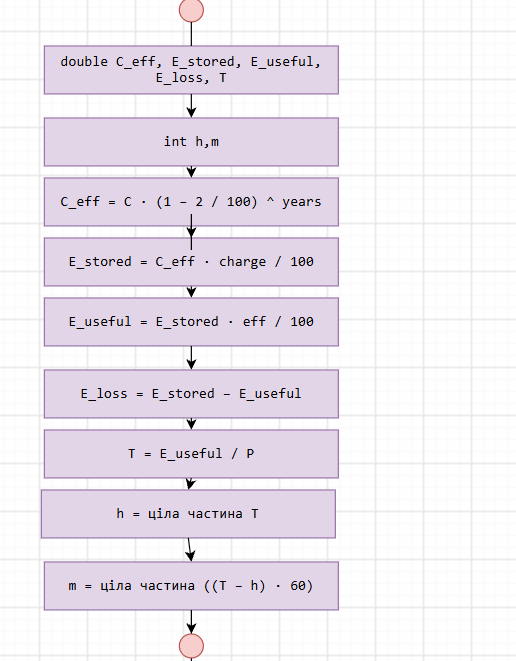 double C_eff, E_stored, E_useful,
E_loss, T
int h,m
C_eff = C · (1 – 2 / 100) ^ years
E_stored = C_eff · charge / 100
E_useful = E_stored · eff / 100
E_loss = E_stored – E_useful
T = E_useful / P
h = ціла частина T
m = ціла частина ((T – h) · 60)